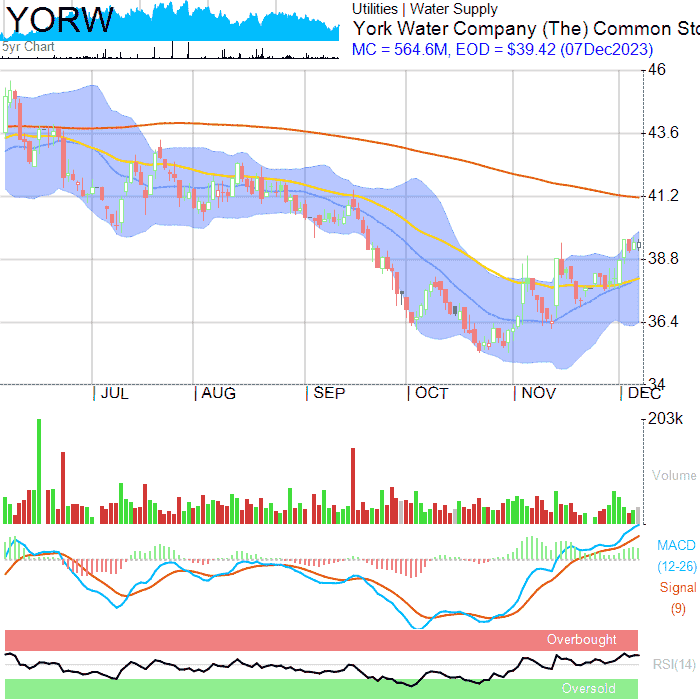 YORW
5yr Chart
Utilities | Water Supply
York Water Company (The) Common Sto
MC = 564.6M, EOD = $39.42 (07Dec2023)
46
43.6
41.2
38.8
36.4
34
JUL AUG SEP OCT NOV DEC
203k
Volume
MACD
(12-26)
Signal
(9)
Overbought
RSI(14)
Oversold